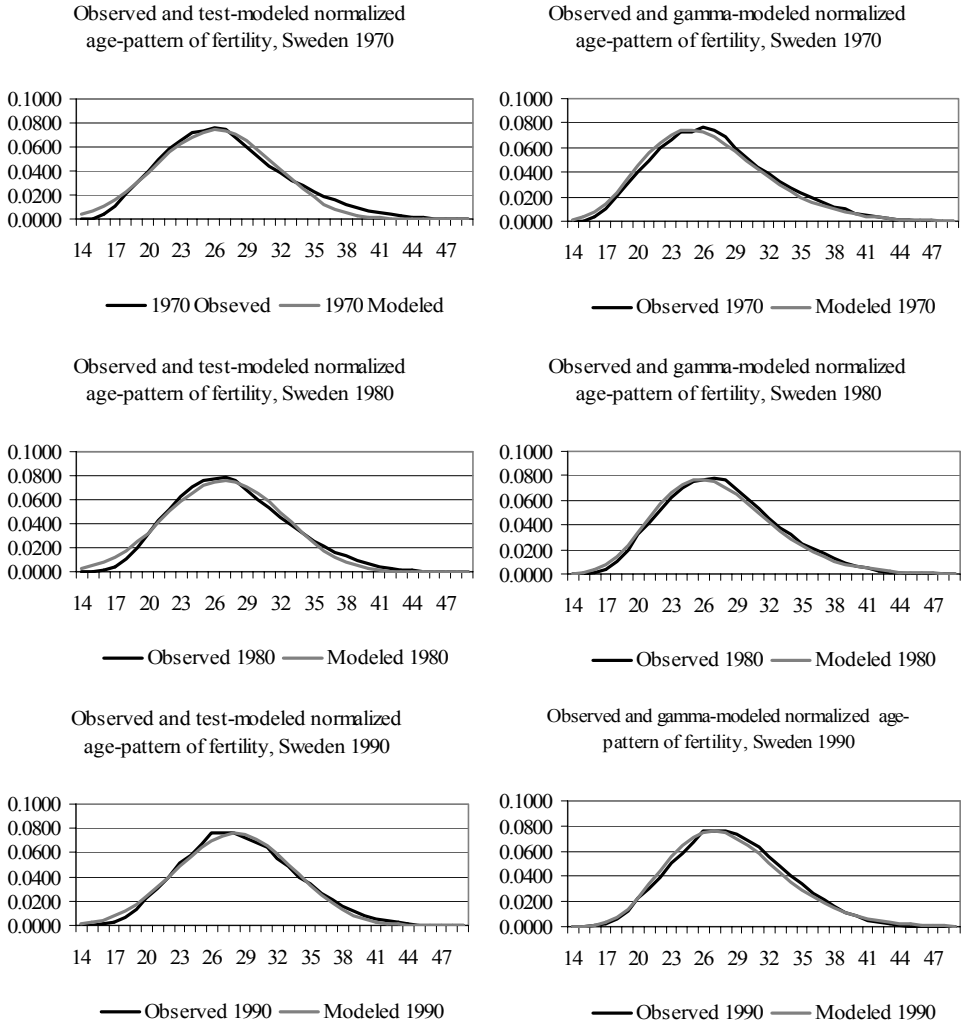 Observed and test-modeled normalized
age-pattern of fertility, Sweden 1970
0.1000
0.0800
0.0600
0.0400
0.0200
0.0000
14 17 20 23 26 29 32 35 38 41 44 47
1970 Obseved 1970 Modeled
Observed and gamma-modeled normalized
age-pattern of fertility, Sweden 1970
0.1000
0.0800
0.0600
0.0400
0.0200
0.0000
14 17 20 23 26 29 32 35 38 41 44 47
Observed 1970 Modeled 1970
Observed and test-modeled normalized
age-pattern of fertility, Sweden 1980
0.1000
0.0800
0.0600
0.0400
0.0200
0.0000
14 17 20 23 26 29 32 35 38 41 44 47
Observed 1980 Modeled 1980
Observed and gamma-modeled normalized
age-pattern of fertility, Sweden 1980
0.1000
0.0800
0.0600
0.0400
0.0200
0.0000
14 17 20 23 26 29 32 35 38 41 44 47
Observed 1980 Modeled 1980
Observed and test-modeled normalized
age-pattern of fertility, Sweden 1990
0.1000
0.0800
0.0600
0.0400
0.0200
0.0000
14 17 20 23 26 29 32 35 38 41 44 47
Observed 1990 Modeled 1990
Observed and gamma-modeled normalized age-
pattern of fertility, Sweden 1990
0.1000
0.0800
0.0600
0.0400
0.0200
0.0000
14 17 20 23 26 29 32 35 38 41 44 47
Observed 1990 Modeled 1990